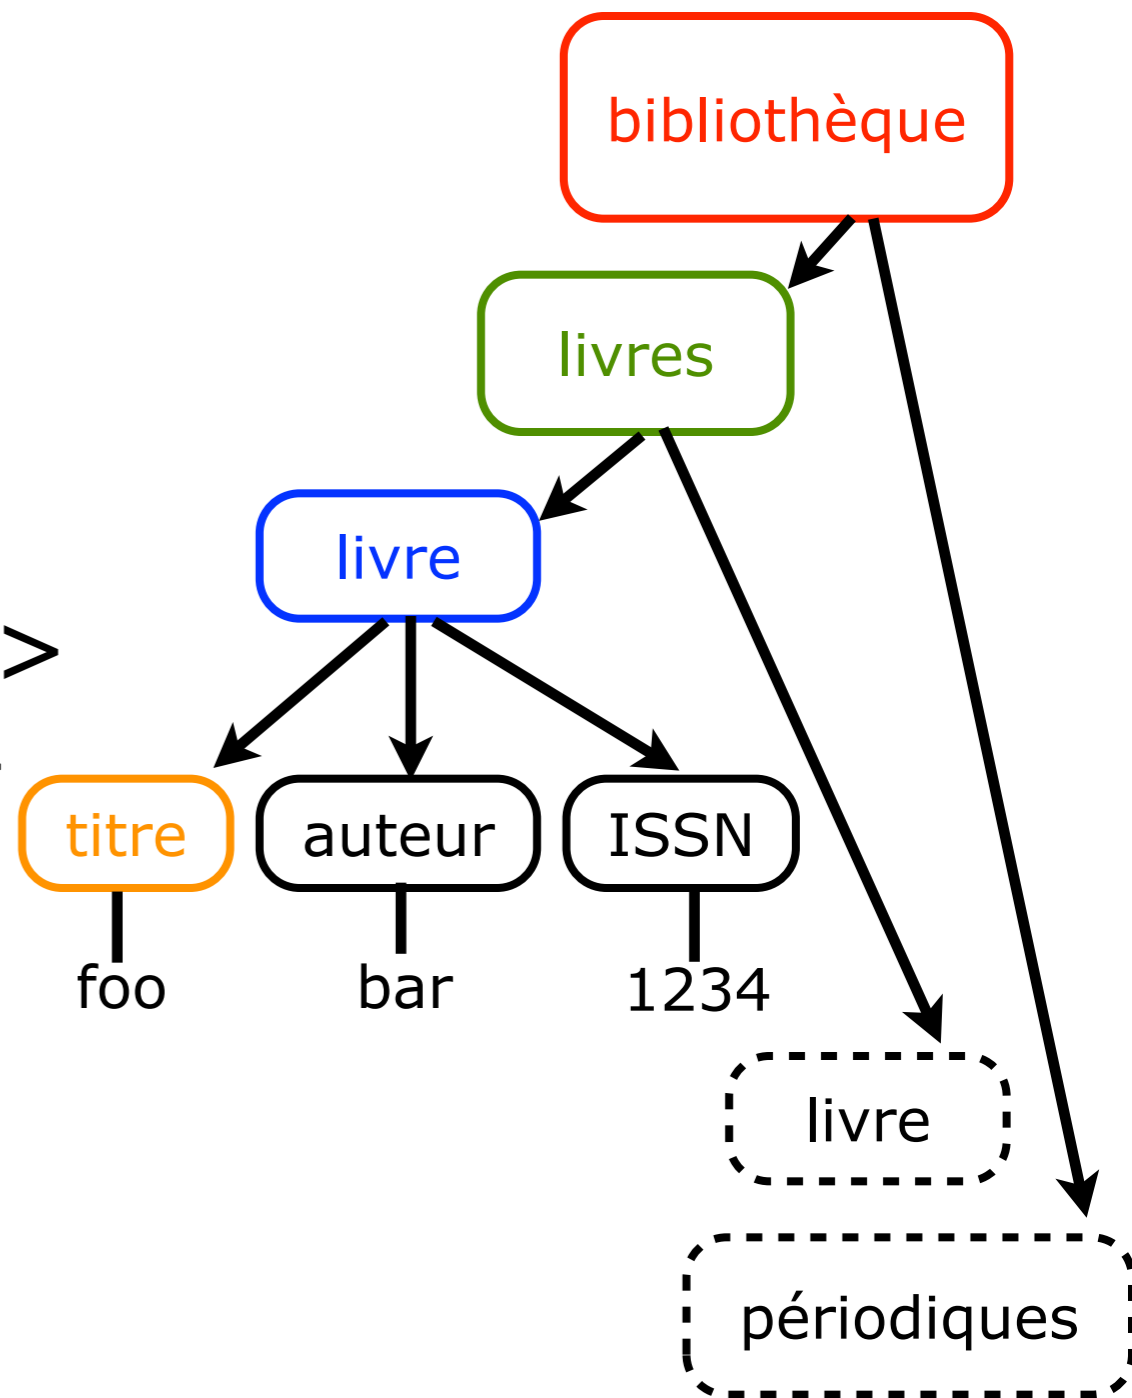 bibliothèque
livres
livre
>
titre
auteur
ISSN
foo
bar
1234
livre
périodiques